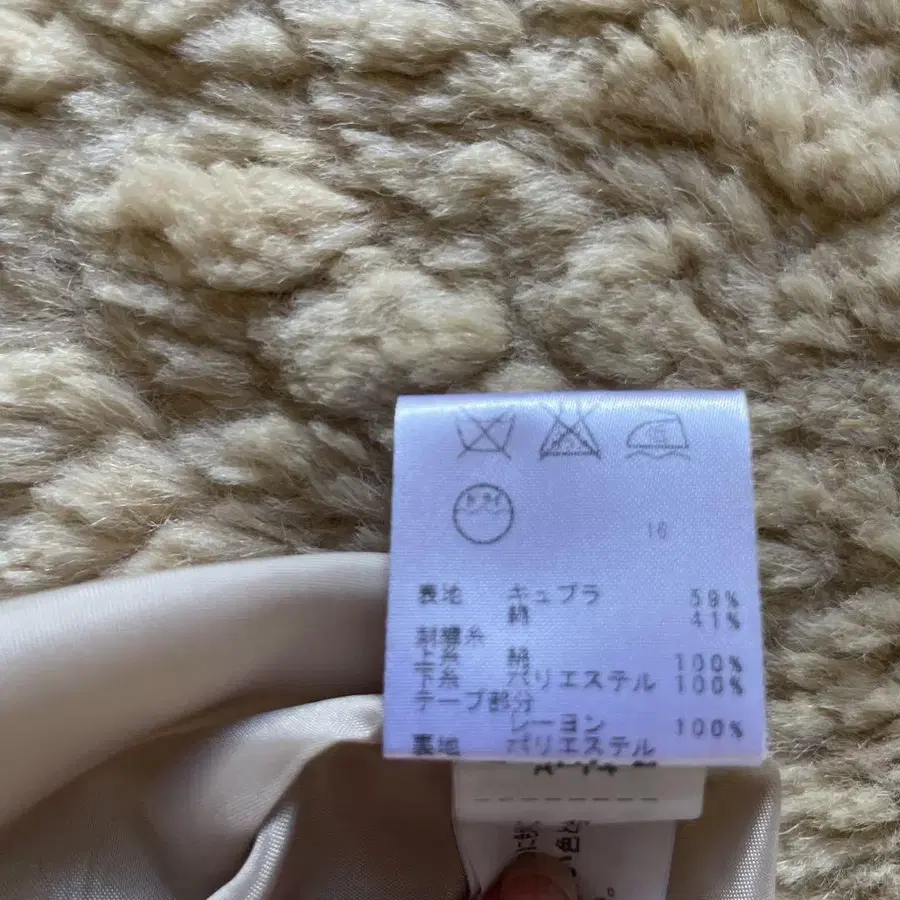 16
表地 キュプラ 59%
綿 41%
刺繍糸
上糸 綿 100%
下糸 ポリエステル 100%
テープ部分
レーヨン 100%
裏地 ポリエステル